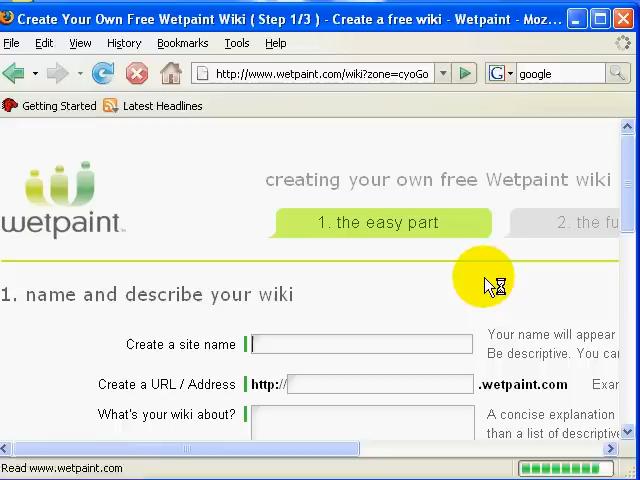 Create Your Own Free Wetpaint Wiki ( Step 1/3 ) - Create a free wiki - Wetpaint - Moz...
File Edit View History Bookmarks Tools Help
http://www.wetpaint.com/wiki?zone=cyoGo G google
Getting Started Latest Headlines
wetpaint
creating your own free Wetpaint wiki
1. the easy part 2. the fu
1. name and describe your wiki
Create a site name Your name will appear
Be descriptive. You can
Create a URL / Address http:// .wetpaint.com Exar
What's your wiki about? A concise explanation
than a list of descriptive
Read www.wetpaint.com